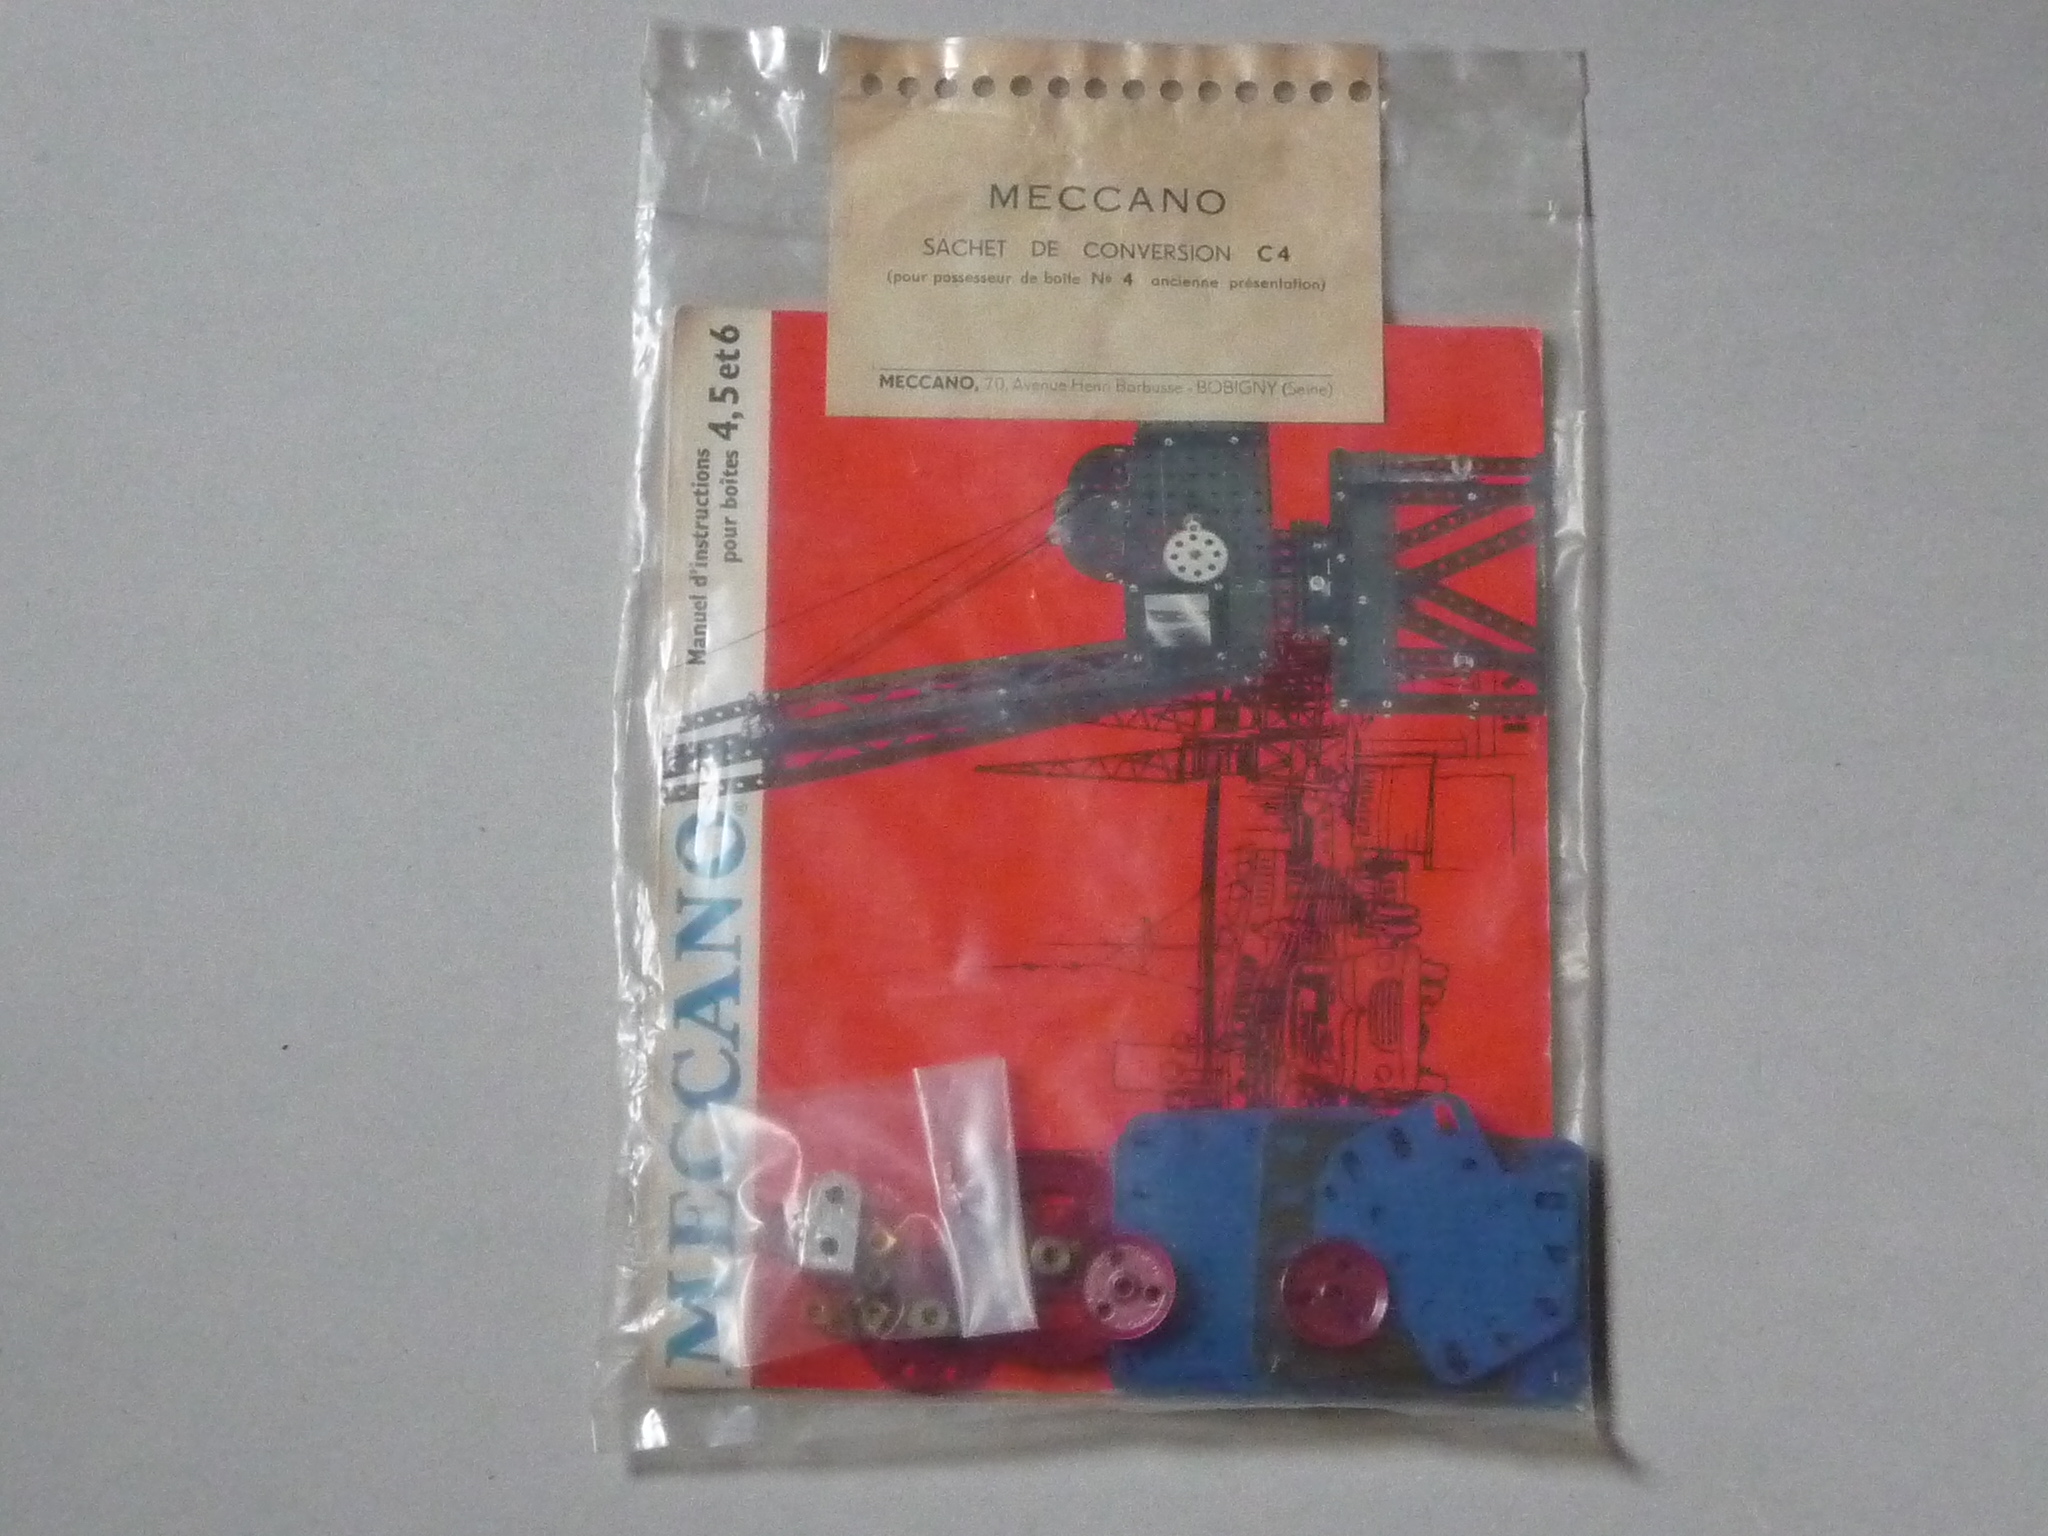 MECCANO
SACHET DE CONVERSION C4
(pour possesseur de boîte No 4 ancienne présentation)
MECCANO, 70, Avenue Henri Barbusse - BOBIGNY (Seine)
Manuel d'instructions
pour boîtes 4, 5 et 6
MECCANO®